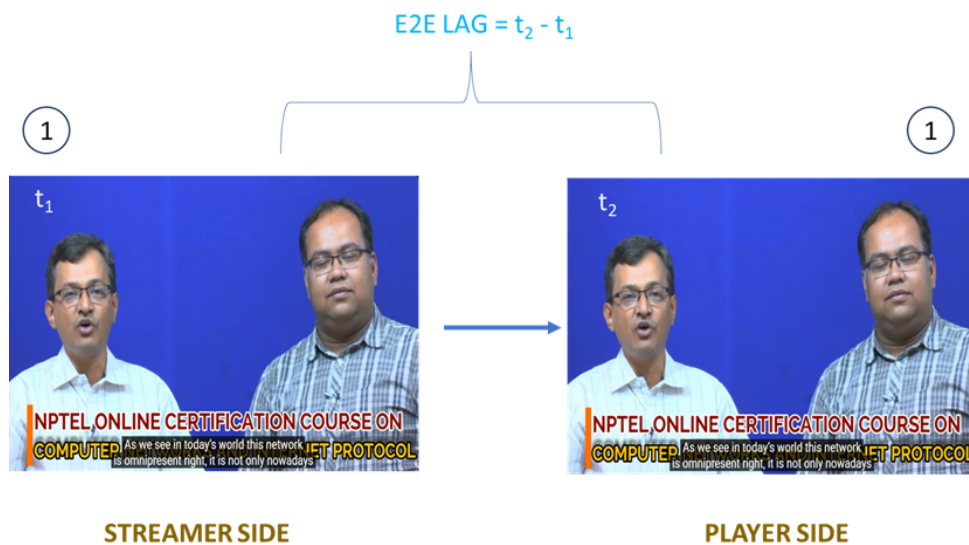 E2E LAG = t₂ - t₁
1
1
t₁
t₂
NPTEL ONLINE CERTIFICATION COURSE ON
As we see in today's world this network
is omnipresent right, it is not only nowadays
NPTEL ONLINE CERTIFICATION COURSE ON
As we see in today's world this network
is omnipresent right, it is not only nowadays
STREAMER SIDE
PLAYER SIDE